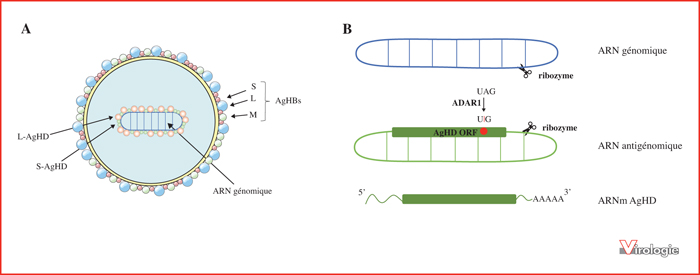 A
S
L
M
AgHBs
L-AgHD
S-AgHD
ARN génomique
B
ARN génomique
ribozyme
UAG
ADAR1
UIG
AgHD ORF
ribozyme
ARN antigénomique
5’
AAAAA
3’
ARNm AgHD
Virologie